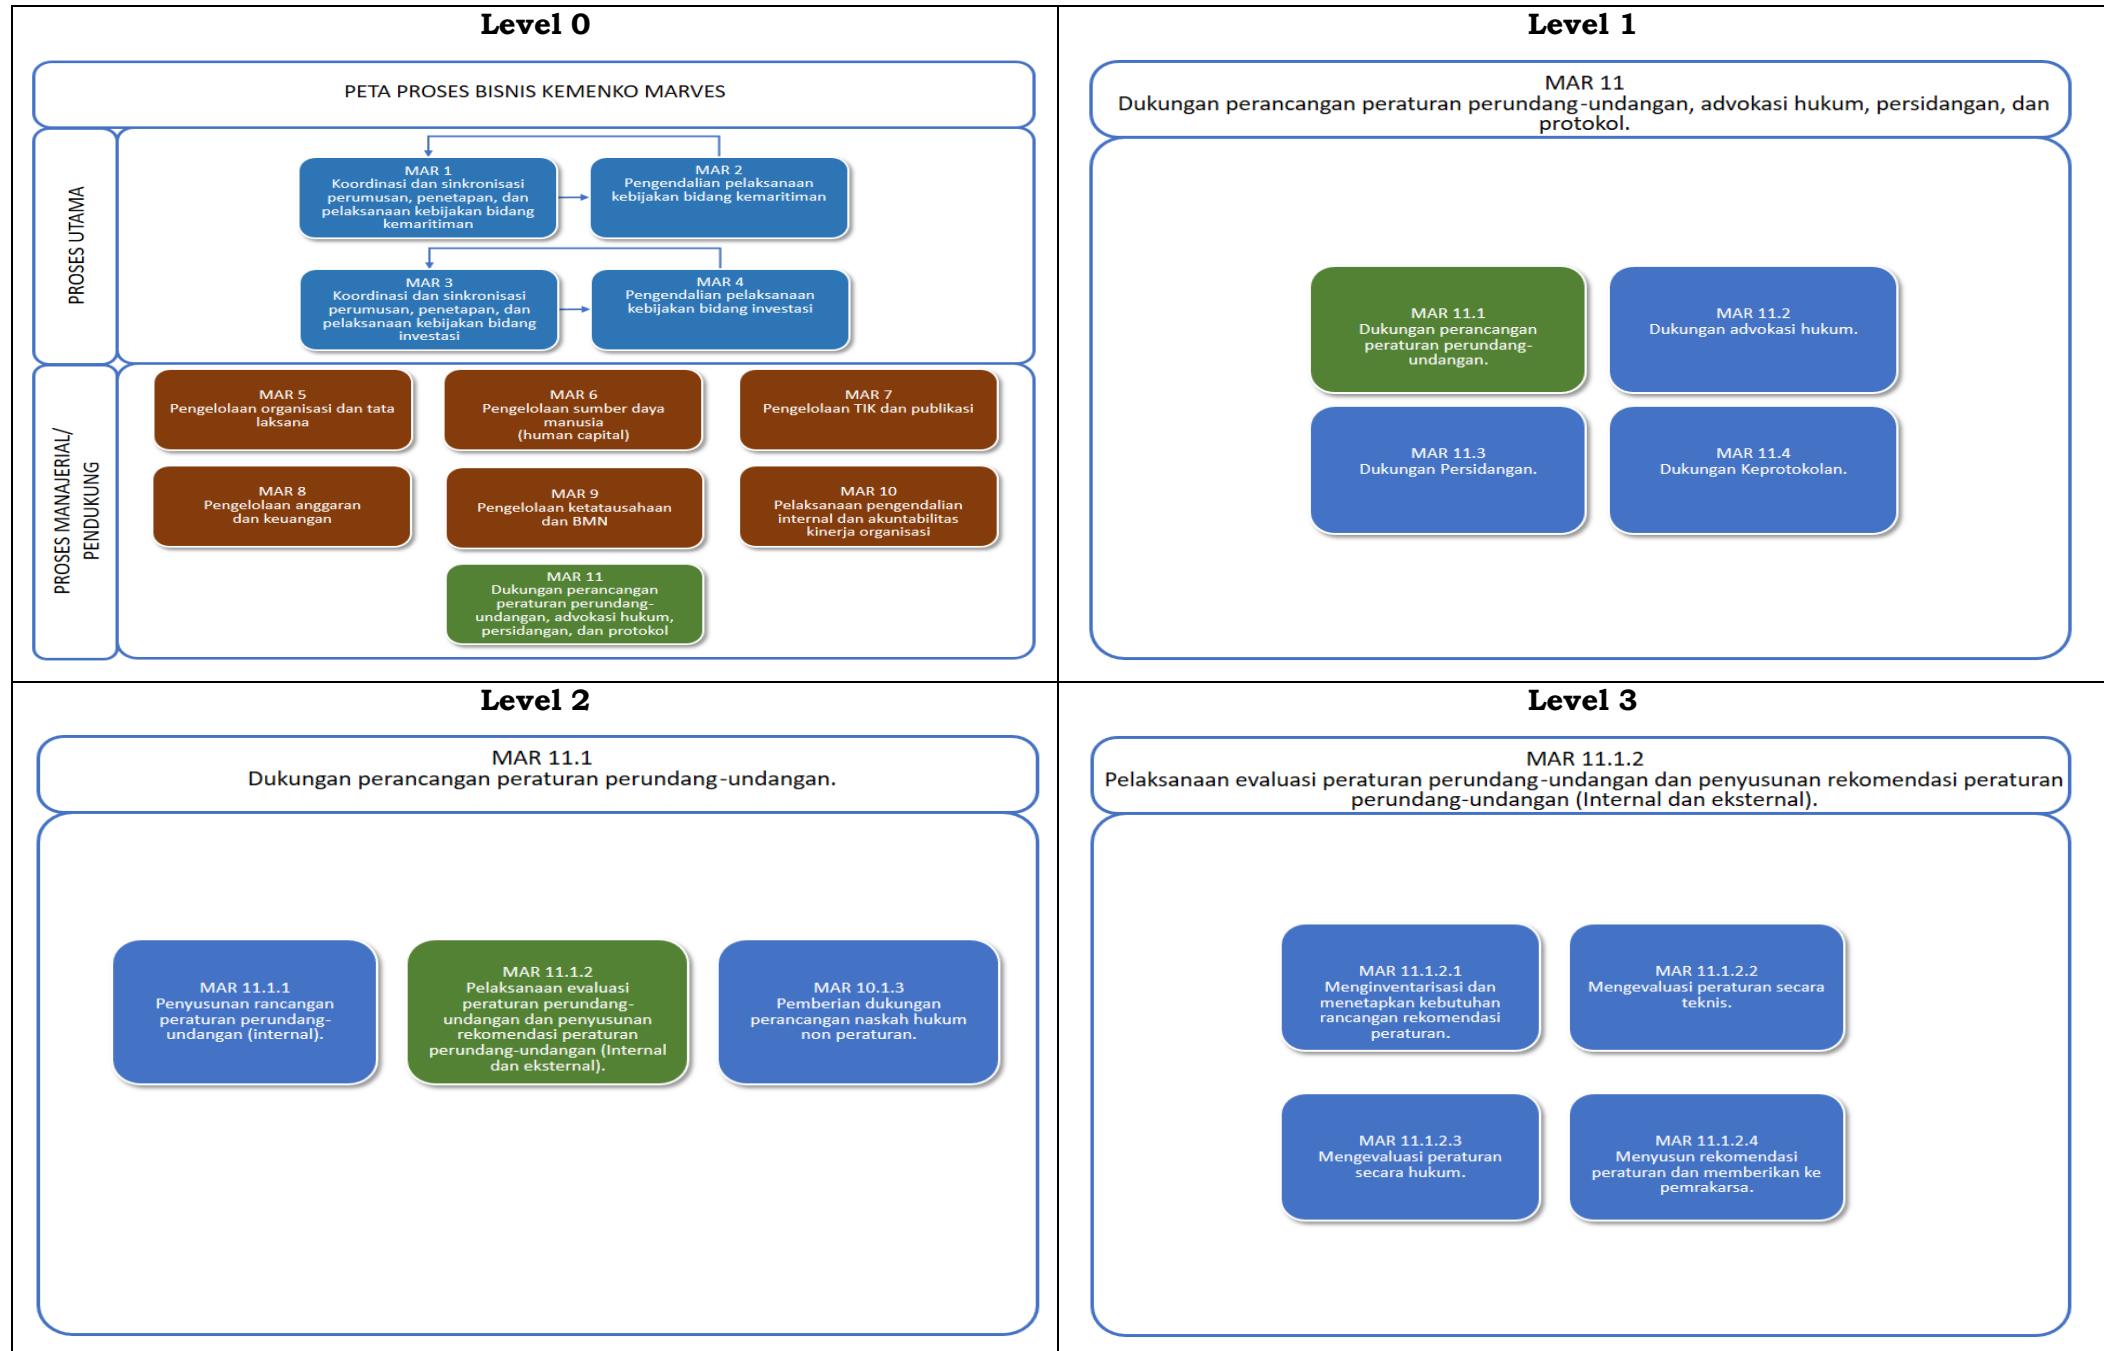 Level 0
PETA PROSES BISNIS KEMENKO MARVES
PROSES UTAMA
MAR 1
Koordinasi dan sinkronisasi
perumusan, penetapan, dan
pelaksanaan kebijakan bidang
kemaritiman
MAR 2
Pengendalian pelaksanaan
kebijakan bidang kemaritiman
MAR 3
Koordinasi dan sinkronisasi
perumusan, penetapan, dan
pelaksanaan kebijakan bidang
investasi
MAR 4
Pengendalian pelaksanaan
kebijakan bidang investasi
PROSES MANAJERIAL/
PENDUKUNG
MAR 5
Pengelolaan organisasi dan tata
laksana
MAR 6
Pengelolaan sumber daya
manusia
(human capital)
MAR 7
Pengelolaan TIK dan publikasi
MAR 8
Pengelolaan anggaran
dan keuangan
MAR 9
Pengelolaan ketatausahaan
dan BMN
MAR 10
Pelaksanaan pengendalian
internal dan akuntabilitas
kinerja organisasi
MAR 11
Dukungan perancangan
peraturan perundang-
undangan, advokasi hukum,
persidangan, dan protokol
Level 1
MAR 11
Dukungan perancangan peraturan perundang-undangan, advokasi hukum, persidangan, dan
protokol.
MAR 11.1
Dukungan perancangan
peraturan perundang-
undangan.
MAR 11.2
Dukungan advokasi hukum.
MAR 11.3
Dukungan Persidangan.
MAR 11.4
Dukungan Keprotokolan.
Level 2
MAR 11.1
Dukungan perancangan peraturan perundang-undangan.
MAR 11.1.1
Penyusunan rancangan
peraturan perundang-
undangan (internal).
MAR 11.1.2
Pelaksanaan evaluasi
peraturan perundang-
undangan dan penyusunan
rekomendasi peraturan
perundang-undangan (Internal
dan eksternal).
MAR 10.1.3
Pemberian dukungan
perancangan naskah hukum
non peraturan.
Level 3
MAR 11.1.2
Pelaksanaan evaluasi peraturan perundang-undangan dan penyusunan rekomendasi peraturan
perundang-undangan (Internal dan eksternal).
MAR 11.1.2.1
Menginventarisasi dan
menetapkan kebutuhan
rancangan rekomendasi
peraturan.
MAR 11.1.2.2
Mengevaluasi peraturan secara
teknis.
MAR 11.1.2.3
Mengevaluasi peraturan
secara hukum.
MAR 11.1.2.4
Menyusun rekomendasi
peraturan dan memberikan ke
pemrakarsa.